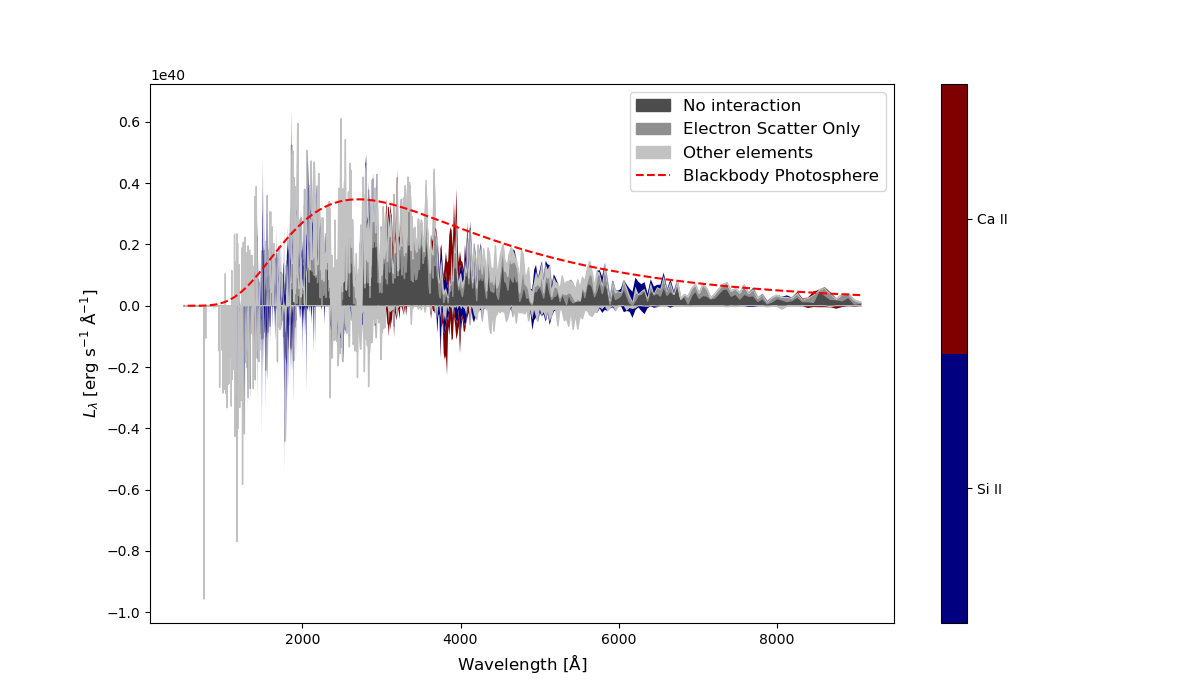 1e40
No interaction
Electron Scatter Only
Other elements
Blackbody Photosphere
0.6
0.4
0.2
0.0
−0.2
−0.4
−0.6
−0.8
−1.0
Lλ [erg s−1 Å−1]
2000
4000
6000
8000
Wavelength [Å]
Ca II
Si II